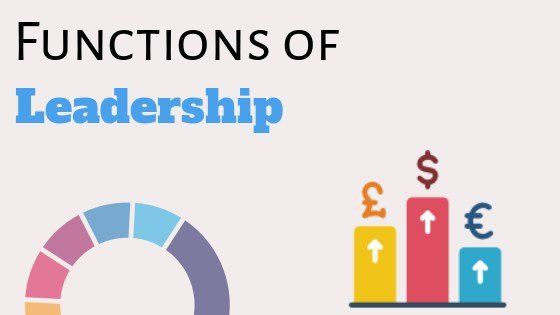 Functions of
Leadership
£ $ €